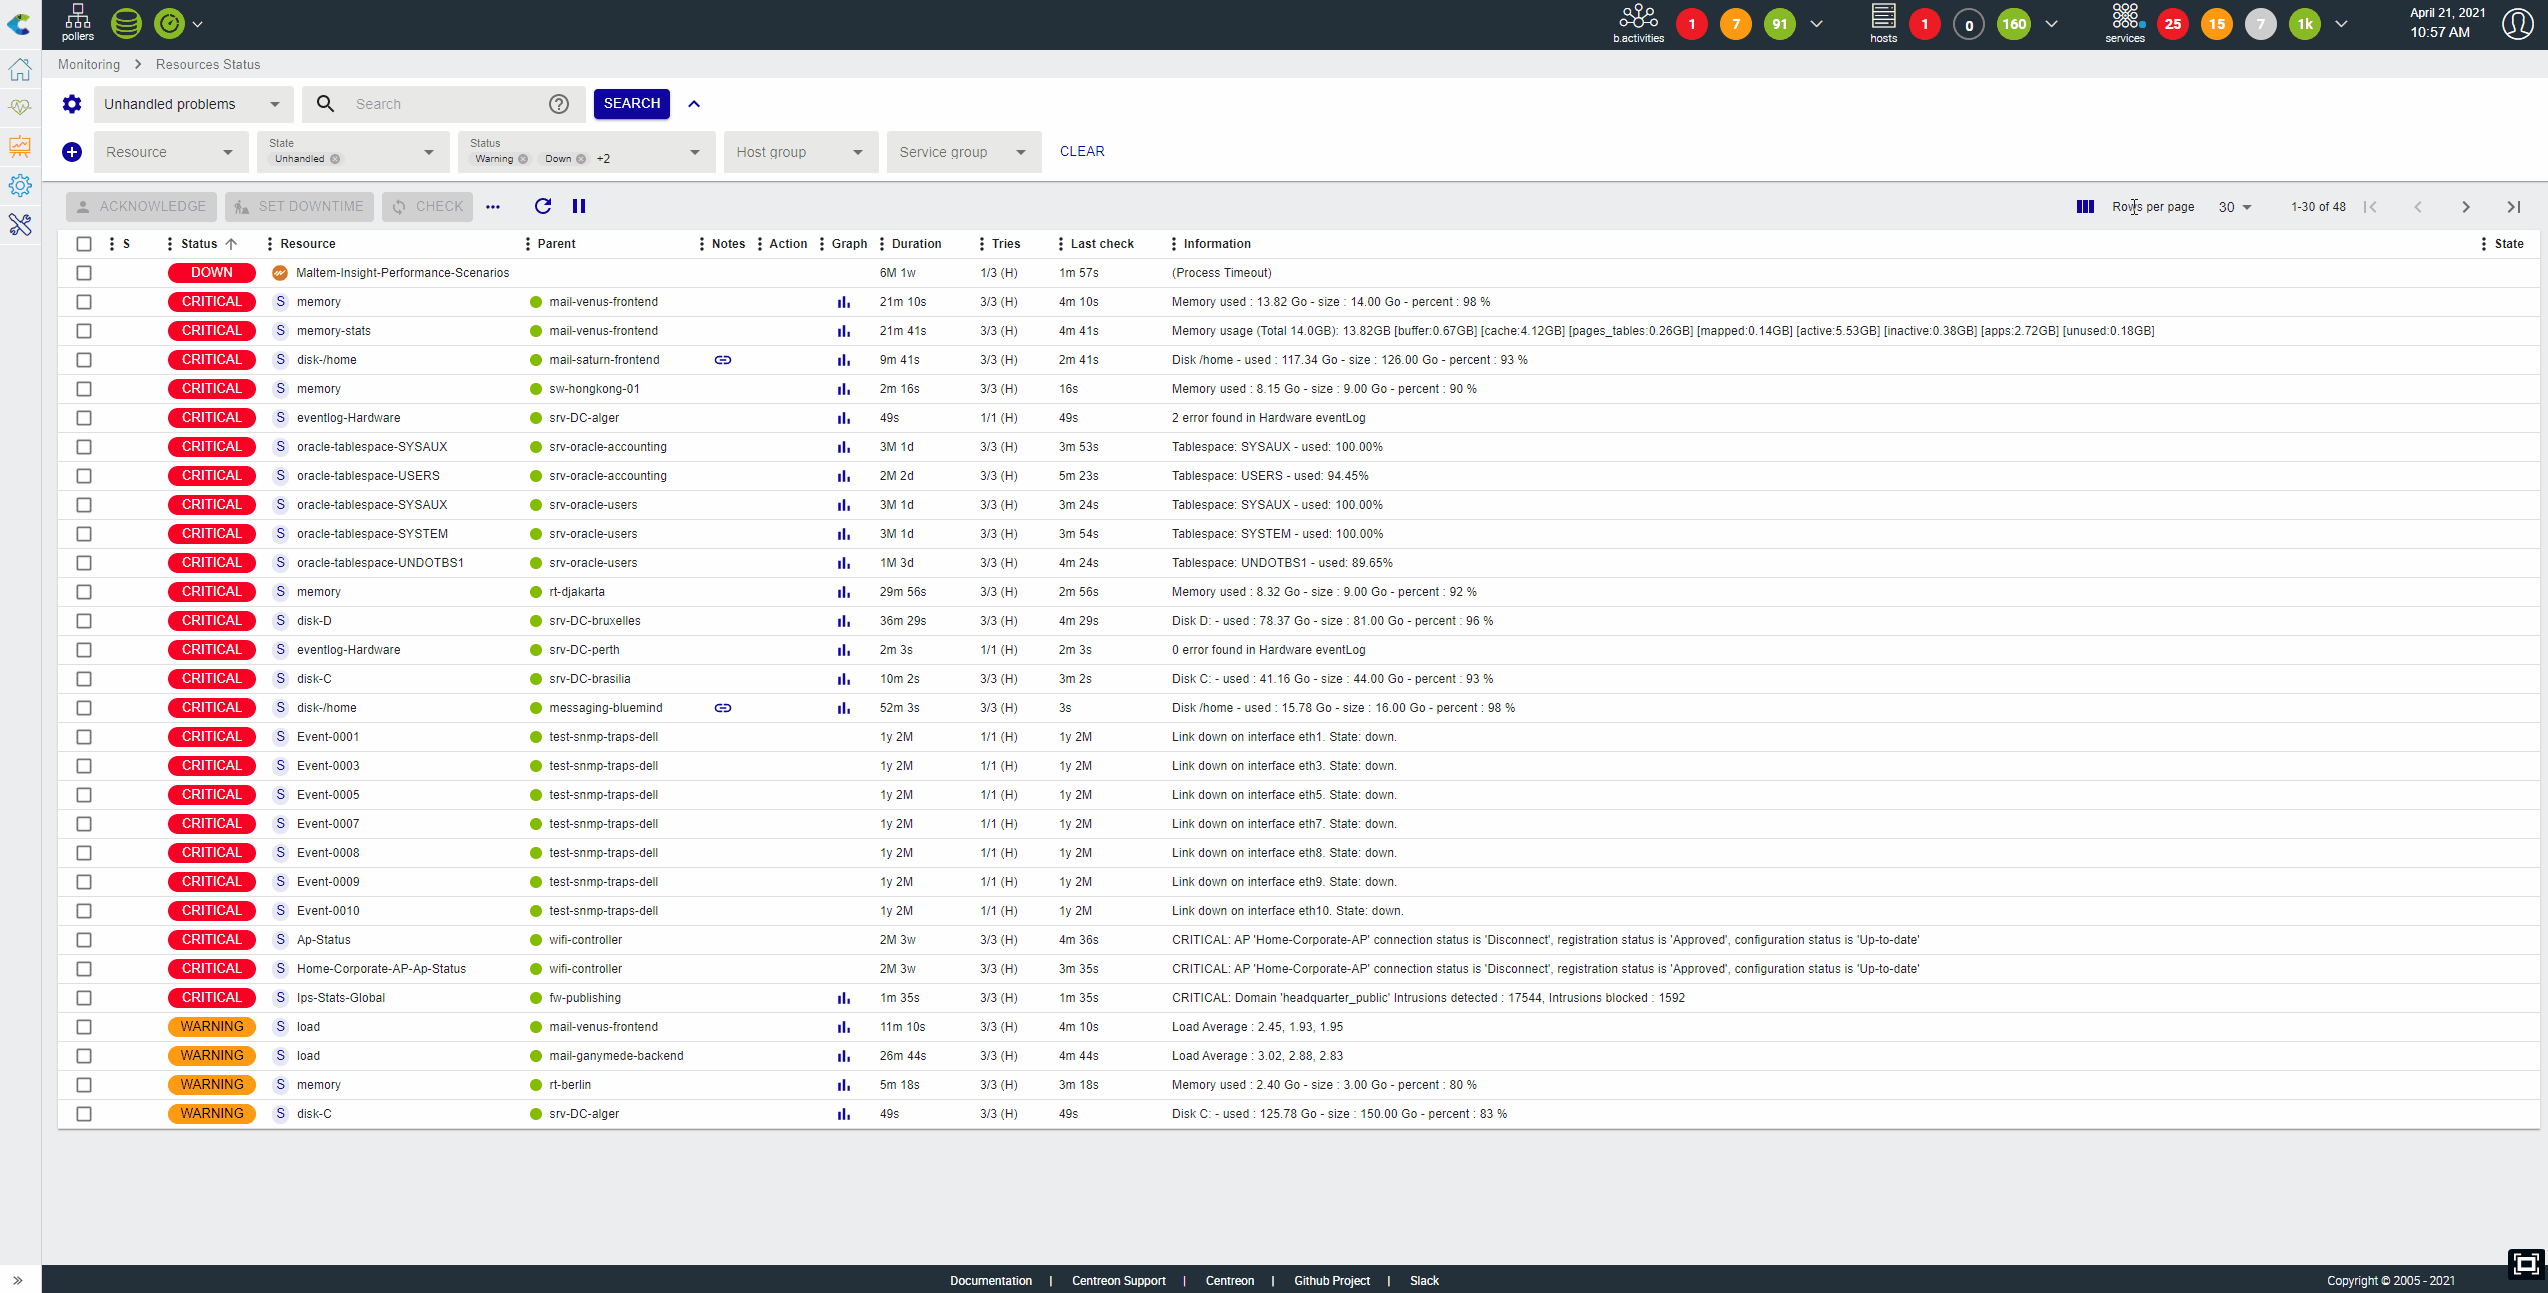 pollers
b.activities 1 7 91 hosts 1 0 160 services 25 15 7 1k
April 21, 2021
10:57 AM
Monitoring Resources Status
Unhandled problems Search SEARCH
Resource State Unhandled Status Warning Down +2 Host group Service group CLEAR
ACKNOWLEDGE SET DOWNTIME CHECK Rows per page 30 1-30 of 48
S Status Resource Parent Notes Action Graph Duration Tries Last check Information State
DOWN Maltem-Insight-Performance-Scenarios 6M 1w 1/3 (H) 1m 57s (Process Timeout)
CRITICAL S memory mail-venus-frontend 21m 10s 3/3 (H) 4m 10s Memory used : 13.82 Go - size : 14.00 Go - percent : 98 %
CRITICAL S memory-stats mail-venus-frontend 21m 41s 3/3 (H) 4m 41s Memory usage (Total 14.0GB): 13.82GB [buffer:0.67GB] [cache:4.12GB] [pages_tables:0.26GB] [mapped:0.14GB] [active:5.53GB] [inactive:0.38GB] [apps:2.72GB] [unused:0.18GB]
CRITICAL S disk-/home mail-saturn-frontend 9m 41s 3/3 (H) 2m 41s Disk /home - used : 117.34 Go - size : 126.00 Go - percent : 93 %
CRITICAL S memory sw-hongkong-01 2m 16s 3/3 (H) 16s Memory used : 8.15 Go - size : 9.00 Go - percent : 90 %
CRITICAL S eventlog-Hardware srv-DC-alger 49s 1/1 (H) 49s 2 error found in Hardware eventLog
CRITICAL S oracle-tablespace-SYSAUX srv-oracle-accounting 3M 1d 3/3 (H) 3m 53s Tablespace: SYSAUX - used: 100.00%
CRITICAL S oracle-tablespace-USERS srv-oracle-accounting 2M 2d 3/3 (H) 5m 23s Tablespace: USERS - used: 94.45%
CRITICAL S oracle-tablespace-SYSAUX srv-oracle-users 3M 1d 3/3 (H) 3m 24s Tablespace: SYSAUX - used: 100.00%
CRITICAL S oracle-tablespace-SYSTEM srv-oracle-users 3M 1d 3/3 (H) 3m 54s Tablespace: SYSTEM - used: 100.00%
CRITICAL S oracle-tablespace-UNDOTBS1 srv-oracle-users 1M 3d 3/3 (H) 4m 24s Tablespace: UNDOTBS1 - used: 89.65%
CRITICAL S memory rt-djakarta 29m 56s 3/3 (H) 2m 56s Memory used : 8.32 Go - size : 9.00 Go - percent : 92 %
CRITICAL S disk-D srv-DC-bruxelles 36m 29s 3/3 (H) 4m 29s Disk D: - used : 78.37 Go - size : 81.00 Go - percent : 96 %
CRITICAL S eventlog-Hardware srv-DC-perth 2m 3s 1/1 (H) 2m 3s 0 error found in Hardware eventLog
CRITICAL S disk-C srv-DC-brasilia 10m 2s 3/3 (H) 3m 2s Disk C: - used : 41.16 Go - size : 44.00 Go - percent : 93 %
CRITICAL S disk-/home messaging-bluemind 52m 3s 3/3 (H) 3s Disk /home - used : 15.78 Go - size : 16.00 Go - percent : 98 %
CRITICAL S Event-0001 test-snmp-traps-dell 1y 2M 1/1 (H) 1y 2M Link down on interface eth1. State: down.
CRITICAL S Event-0003 test-snmp-traps-dell 1y 2M 1/1 (H) 1y 2M Link down on interface eth3. State: down.
CRITICAL S Event-0005 test-snmp-traps-dell 1y 2M 1/1 (H) 1y 2M Link down on interface eth5. State: down.
CRITICAL S Event-0007 test-snmp-traps-dell 1y 2M 1/1 (H) 1y 2M Link down on interface eth7. State: down.
CRITICAL S Event-0008 test-snmp-traps-dell 1y 2M 1/1 (H) 1y 2M Link down on interface eth8. State: down.
CRITICAL S Event-0009 test-snmp-traps-dell 1y 2M 1/1 (H) 1y 2M Link down on interface eth9. State: down.
CRITICAL S Event-0010 test-snmp-traps-dell 1y 2M 1/1 (H) 1y 2M Link down on interface eth10. State: down.
CRITICAL S Ap-Status wifi-controller 2M 3w 3/3 (H) 4m 36s CRITICAL: AP 'Home-Corporate-AP' connection status is 'Disconnect', registration status is 'Approved', configuration status is 'Up-to-date'
CRITICAL S Home-Corporate-AP-Ap-Status wifi-controller 2M 3w 3/3 (H) 3m 35s CRITICAL: AP 'Home-Corporate-AP' connection status is 'Disconnect', registration status is 'Approved', configuration status is 'Up-to-date'
CRITICAL S Ips-Stats-Global fw-publishing 1m 35s 3/3 (H) 1m 35s CRITICAL: Domain 'headquarter_public' Intrusions detected : 17544, Intrusions blocked : 1592
WARNING S load mail-venus-frontend 11m 10s 3/3 (H) 4m 10s Load Average : 2.45, 1.93, 1.95
WARNING S load mail-ganymede-backend 26m 44s 3/3 (H) 4m 44s Load Average : 3.02, 2.88, 2.83
WARNING S memory rt-berlin 5m 18s 3/3 (H) 3m 18s Memory used : 2.40 Go - size : 3.00 Go - percent : 80 %
WARNING S disk-C srv-DC-alger 49s 3/3 (H) 49s Disk C: - used : 125.78 Go - size : 150.00 Go - percent : 83 %
Documentation | Centreon Support | Centreon | Github Project | Slack Copyright © 2005 - 2021